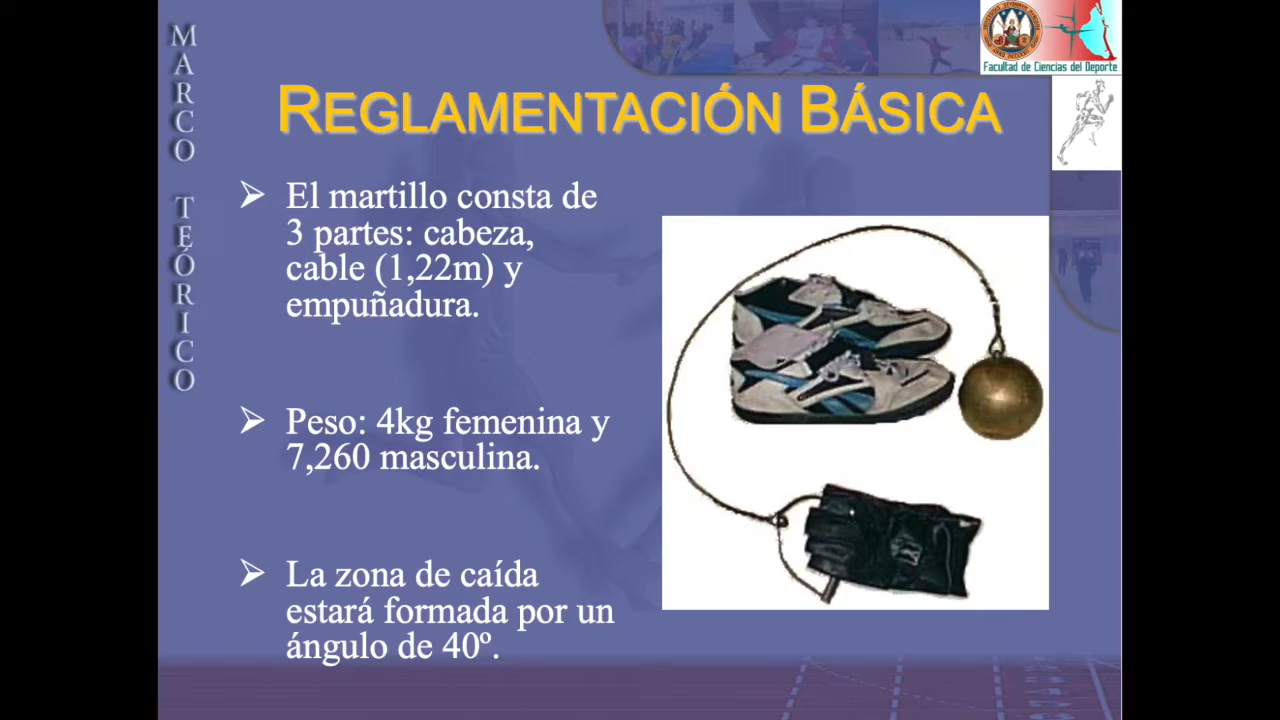 MARCO TEÓRICO
Facultad de Ciencias del Deporte
REGLAMENTACIÓN BÁSICA
➢ El martillo consta de
3 partes: cabeza,
cable (1,22m) y
empuñadura.
➢ Peso: 4kg femenina y
7,260 masculina.
➢ La zona de caída
estará formada por un
ángulo de 40º.